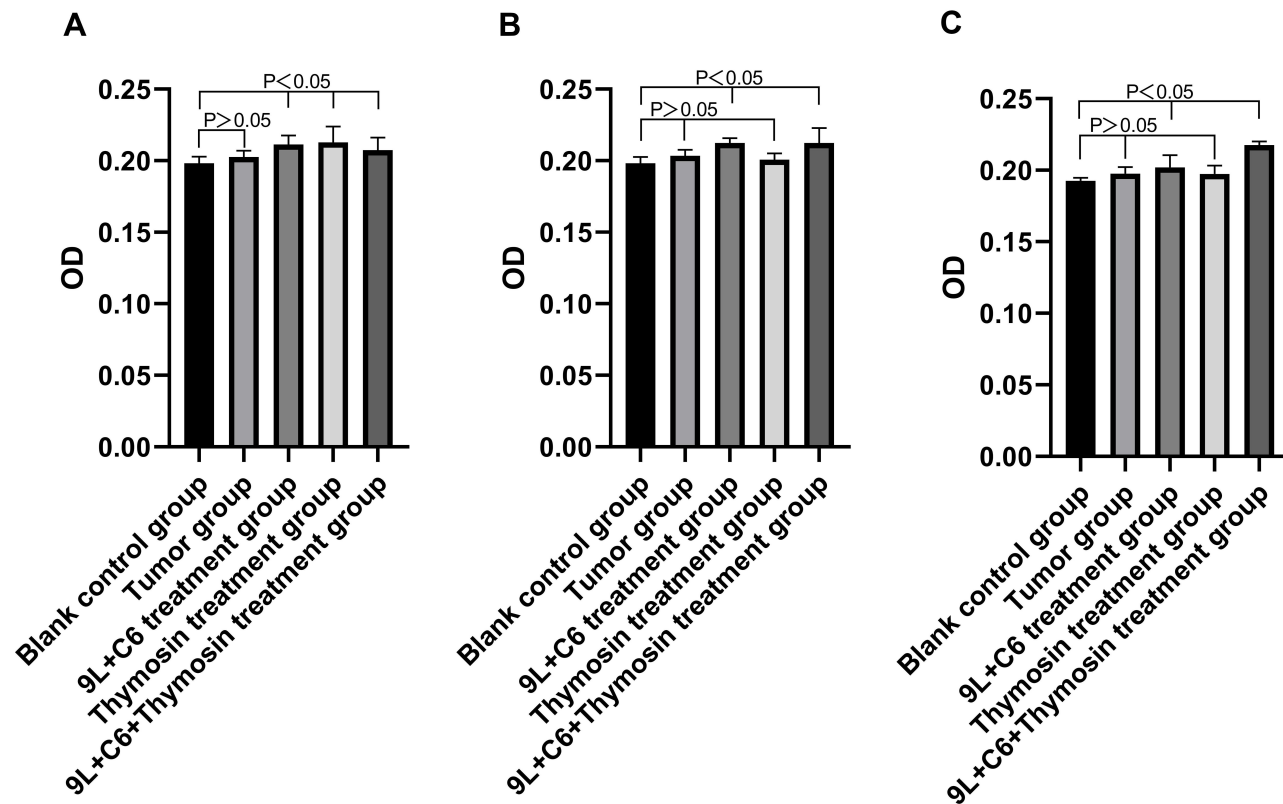 A
P<0.05
P>0.05
0.25
0.20
0.15
0.10
0.05
0.00
OD
Blank control group
Tumor group
9L+C6 treatment group
Thymosin treatment group
9L+C6+Thymosin treatment group
B
P<0.05
P>0.05
0.25
0.20
0.15
0.10
0.05
0.00
OD
Blank control group
Tumor group
9L+C6 treatment group
Thymosin treatment group
9L+C6+Thymosin treatment group
C
P<0.05
P>0.05
0.25
0.20
0.15
0.10
0.05
0.00
OD
Blank control group
Tumor group
9L+C6 treatment group
Thymosin treatment group
9L+C6+Thymosin treatment group